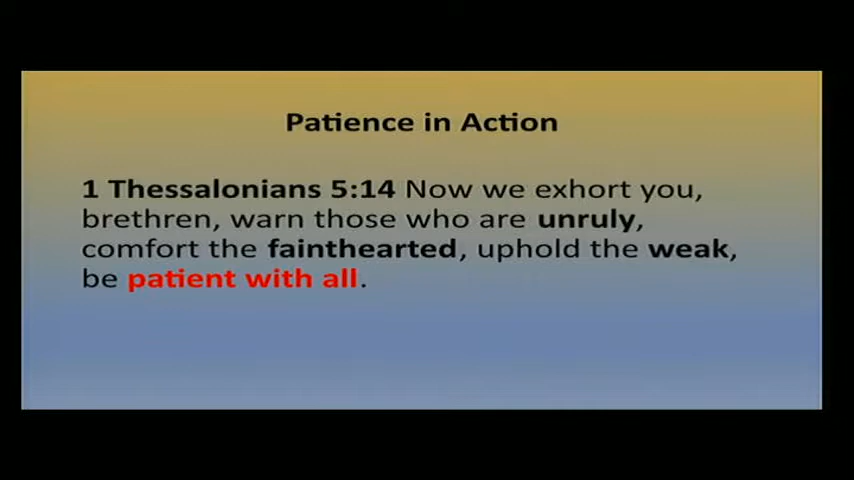 Patience in Action
1 Thessalonians 5:14 Now we exhort you,
brethren, warn those who are unruly,
comfort the fainthearted, uphold the weak,
be patient with all.